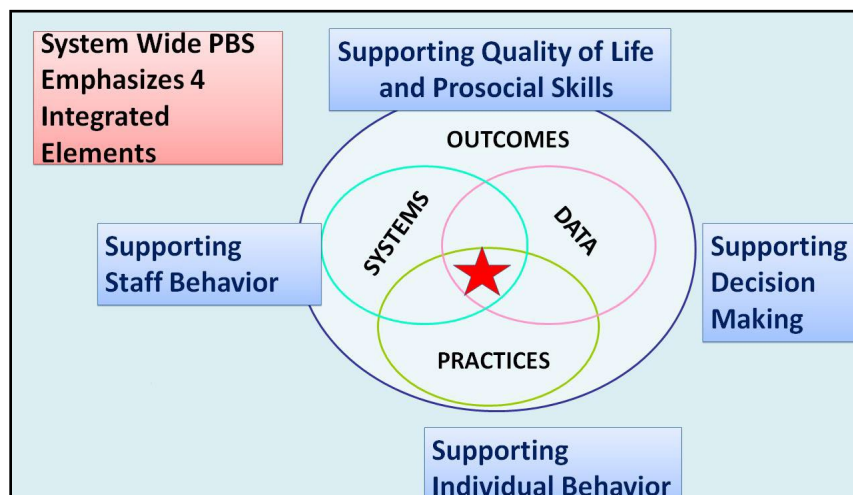 System Wide PBS
Emphasizes 4
Integrated
Elements
Supporting Quality of Life
and Prosocial Skills
OUTCOMES
SYSTEMS
DATA
Supporting
Staff Behavior
Supporting
Decision
Making
PRACTICES
Supporting
Individual Behavior